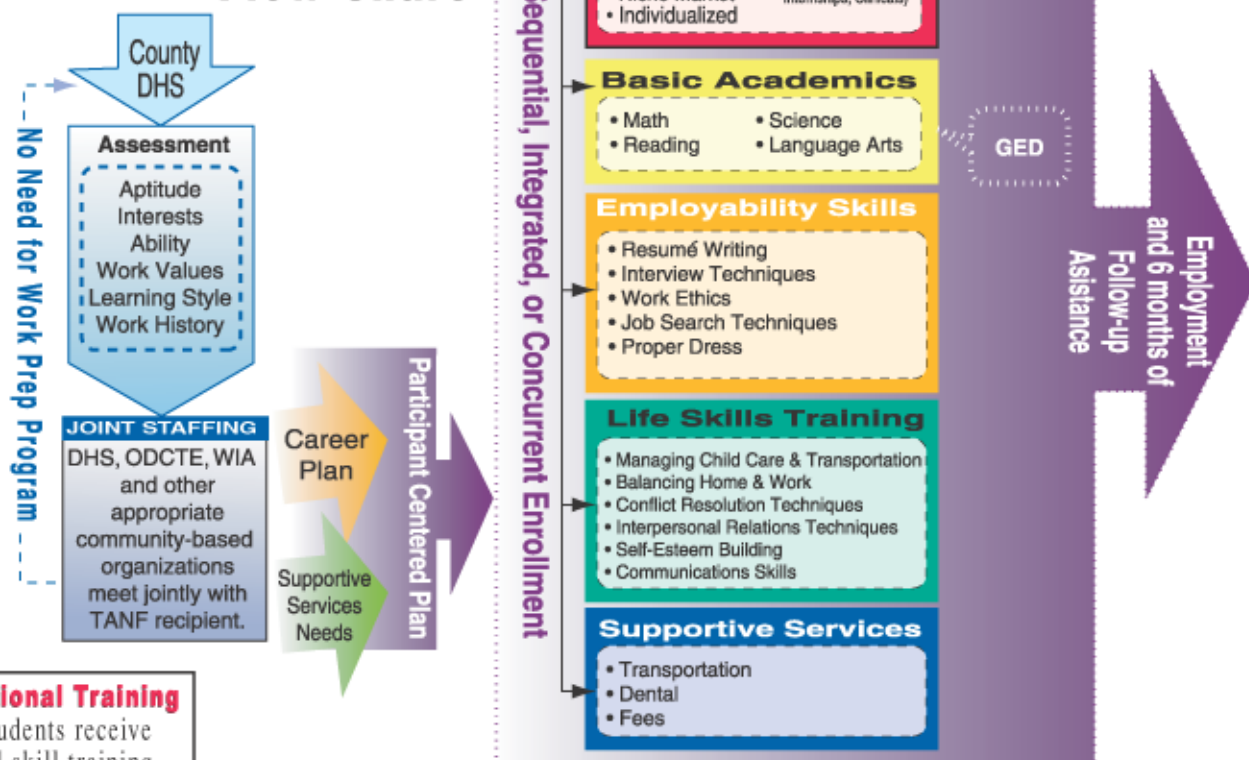 County
DHS
No Need for Work Prep Program
Assessment
Aptitude
Interests
Ability
Work Values
Learning Style
Work History
JOINT STAFFING
DHS, ODCTE, WIA
and other
appropriate
community-based
organizations
meet jointly with
TANF recipient.
Career
Plan
Supportive
Services
Needs
Participant Centered Plan
Sequential, Integrated, or Concurrent Enrollment
• Individualized
Basic Academics
• Math
• Reading
• Science
• Language Arts
GED
Employability Skills
• Resumé Writing
• Interview Techniques
• Work Ethics
• Job Search Techniques
• Proper Dress
Life Skills Training
• Managing Child Care & Transportation
• Balancing Home & Work
• Conflict Resolution Techniques
• Interpersonal Relations Techniques
• Self-Esteem Building
• Communications Skills
Supportive Services
• Transportation
• Dental
• Fees
Employment
and 6 months of
Follow-up
Asistance
ional Training
udents receive
skill training